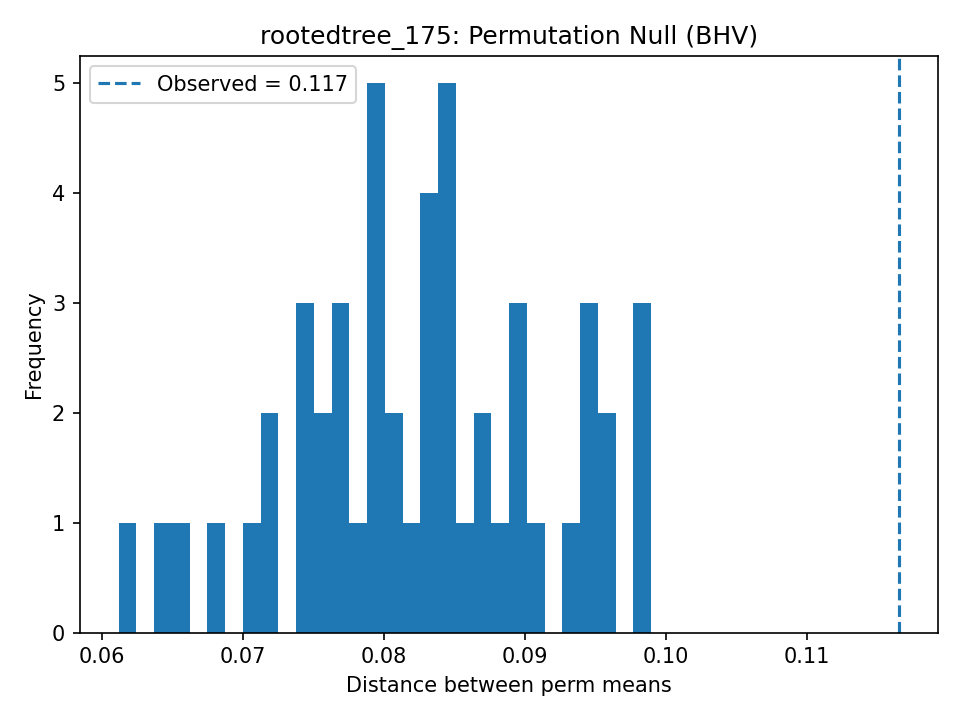 rootedtree_175: Permutation Null (BHV)
Observed = 0.117
Frequency
5
4
3
2
1
0
0.06 0.07 0.08 0.09 0.10 0.11
Distance between perm means